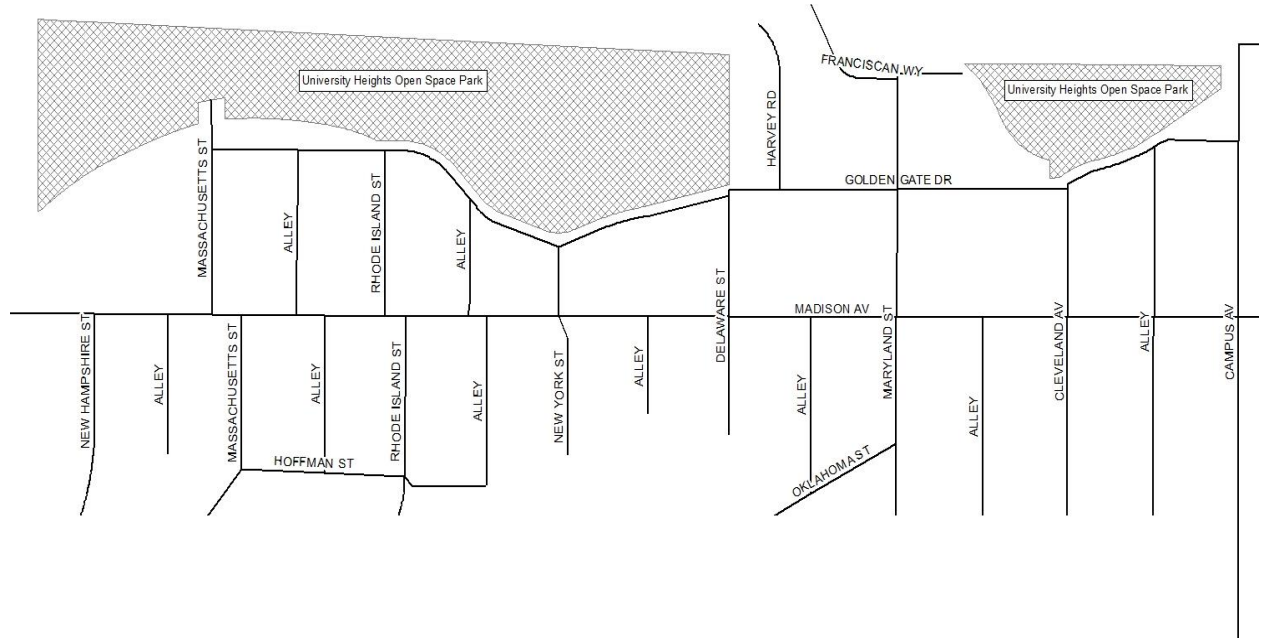 FRANCISCAN WY
University Heights Open Space Park
University Heights Open Space Park
HARVEY RD
MASSACHUSETTS ST
ALLEY
RHODE ISLAND ST
ALLEY
GOLDEN GATE DR
MADISON AV
NEW HAMPSHIRE ST
ALLEY
MASSACHUSETTS ST
ALLEY
RHODE ISLAND ST
ALLEY
NEW YORK ST
ALLEY
DELAWARE ST
ALLEY
MARYLAND ST
ALLEY
CLEVELAND AV
ALLEY
CAMPUS AV
HOFFMAN ST
OKLAHOMA ST